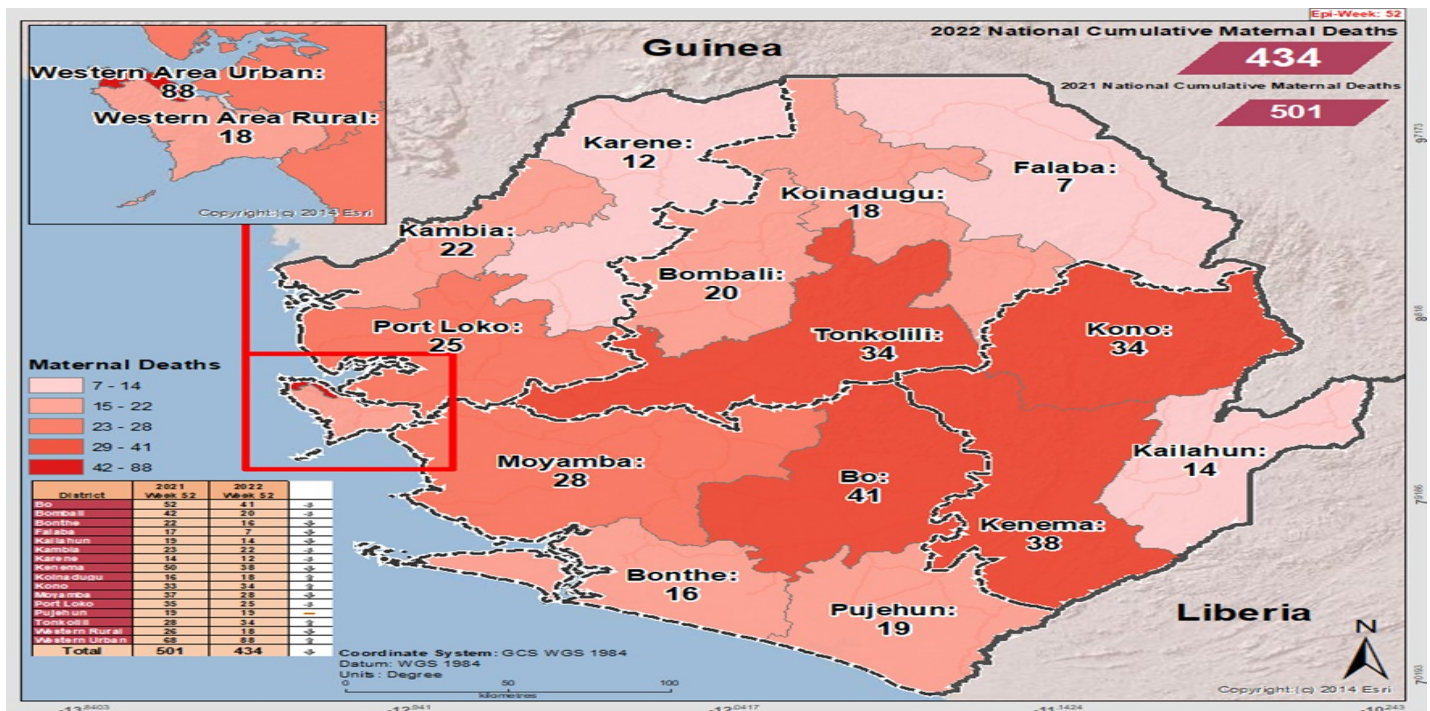 Epi-Week: 52
2022 National Cumulative Maternal Deaths
434
2021 National Cumulative Maternal Deaths
501
Guinea
Western Area Urban:
88
Western Area Rural:
18
Copyright:(c) 2014 Esri
Karene:
12
Falaba:
7
Koinadugu:
18
Kambia:
22
Bombali:
20
Port Loko:
25
Tonkolili:
34
Kono:
34
Kailahun:
14
Moyamba:
28
Bo:
41
Kenema:
38
Bonthe:
16
Pujehun:
19
Liberia
N
Maternal Deaths
7 - 14
15 - 22
23 - 28
29 - 41
42 - 88
District 2021 Week 52 2022 Week 52
Bo 52 41
Bombali 42 20
Bonthe 22 16
Falaba 17 7
Kailahun 19 14
Kambia 23 22
Karene 14 12
Kenema 50 38
Koinadugu 16 18
Kono 33 34
Moyamba 37 28
Port Loko 35 25
Pujehun 19 19
Tonkolili 28 34
Western Rural 26 18
Western Urban 68 88
Total 501 434
Coordinate System: GCS WGS 1984
Datum: WGS 1984
Units: Degree
0 50 100
kilometres
Copyright:(c) 2014 Esri